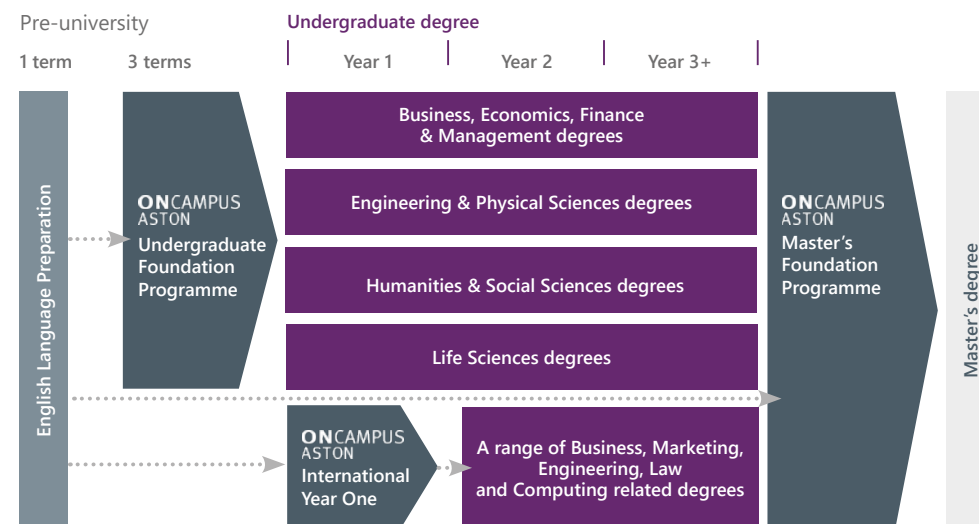 Pre-university
Undergraduate degree
1 term
3 terms
Year 1
Year 2
Year 3+
English Language Preparation
ONCAMPUS
ASTON
Undergraduate
Foundation
Programme
Business, Economics, Finance
& Management degrees
Engineering & Physical Sciences degrees
Humanities & Social Sciences degrees
Life Sciences degrees
ONCAMPUS
ASTON
International
Year One
A range of Business, Marketing,
Engineering, Law
and Computing related degrees
ONCAMPUS
ASTON
Master’s
Foundation
Programme
Master’s degree